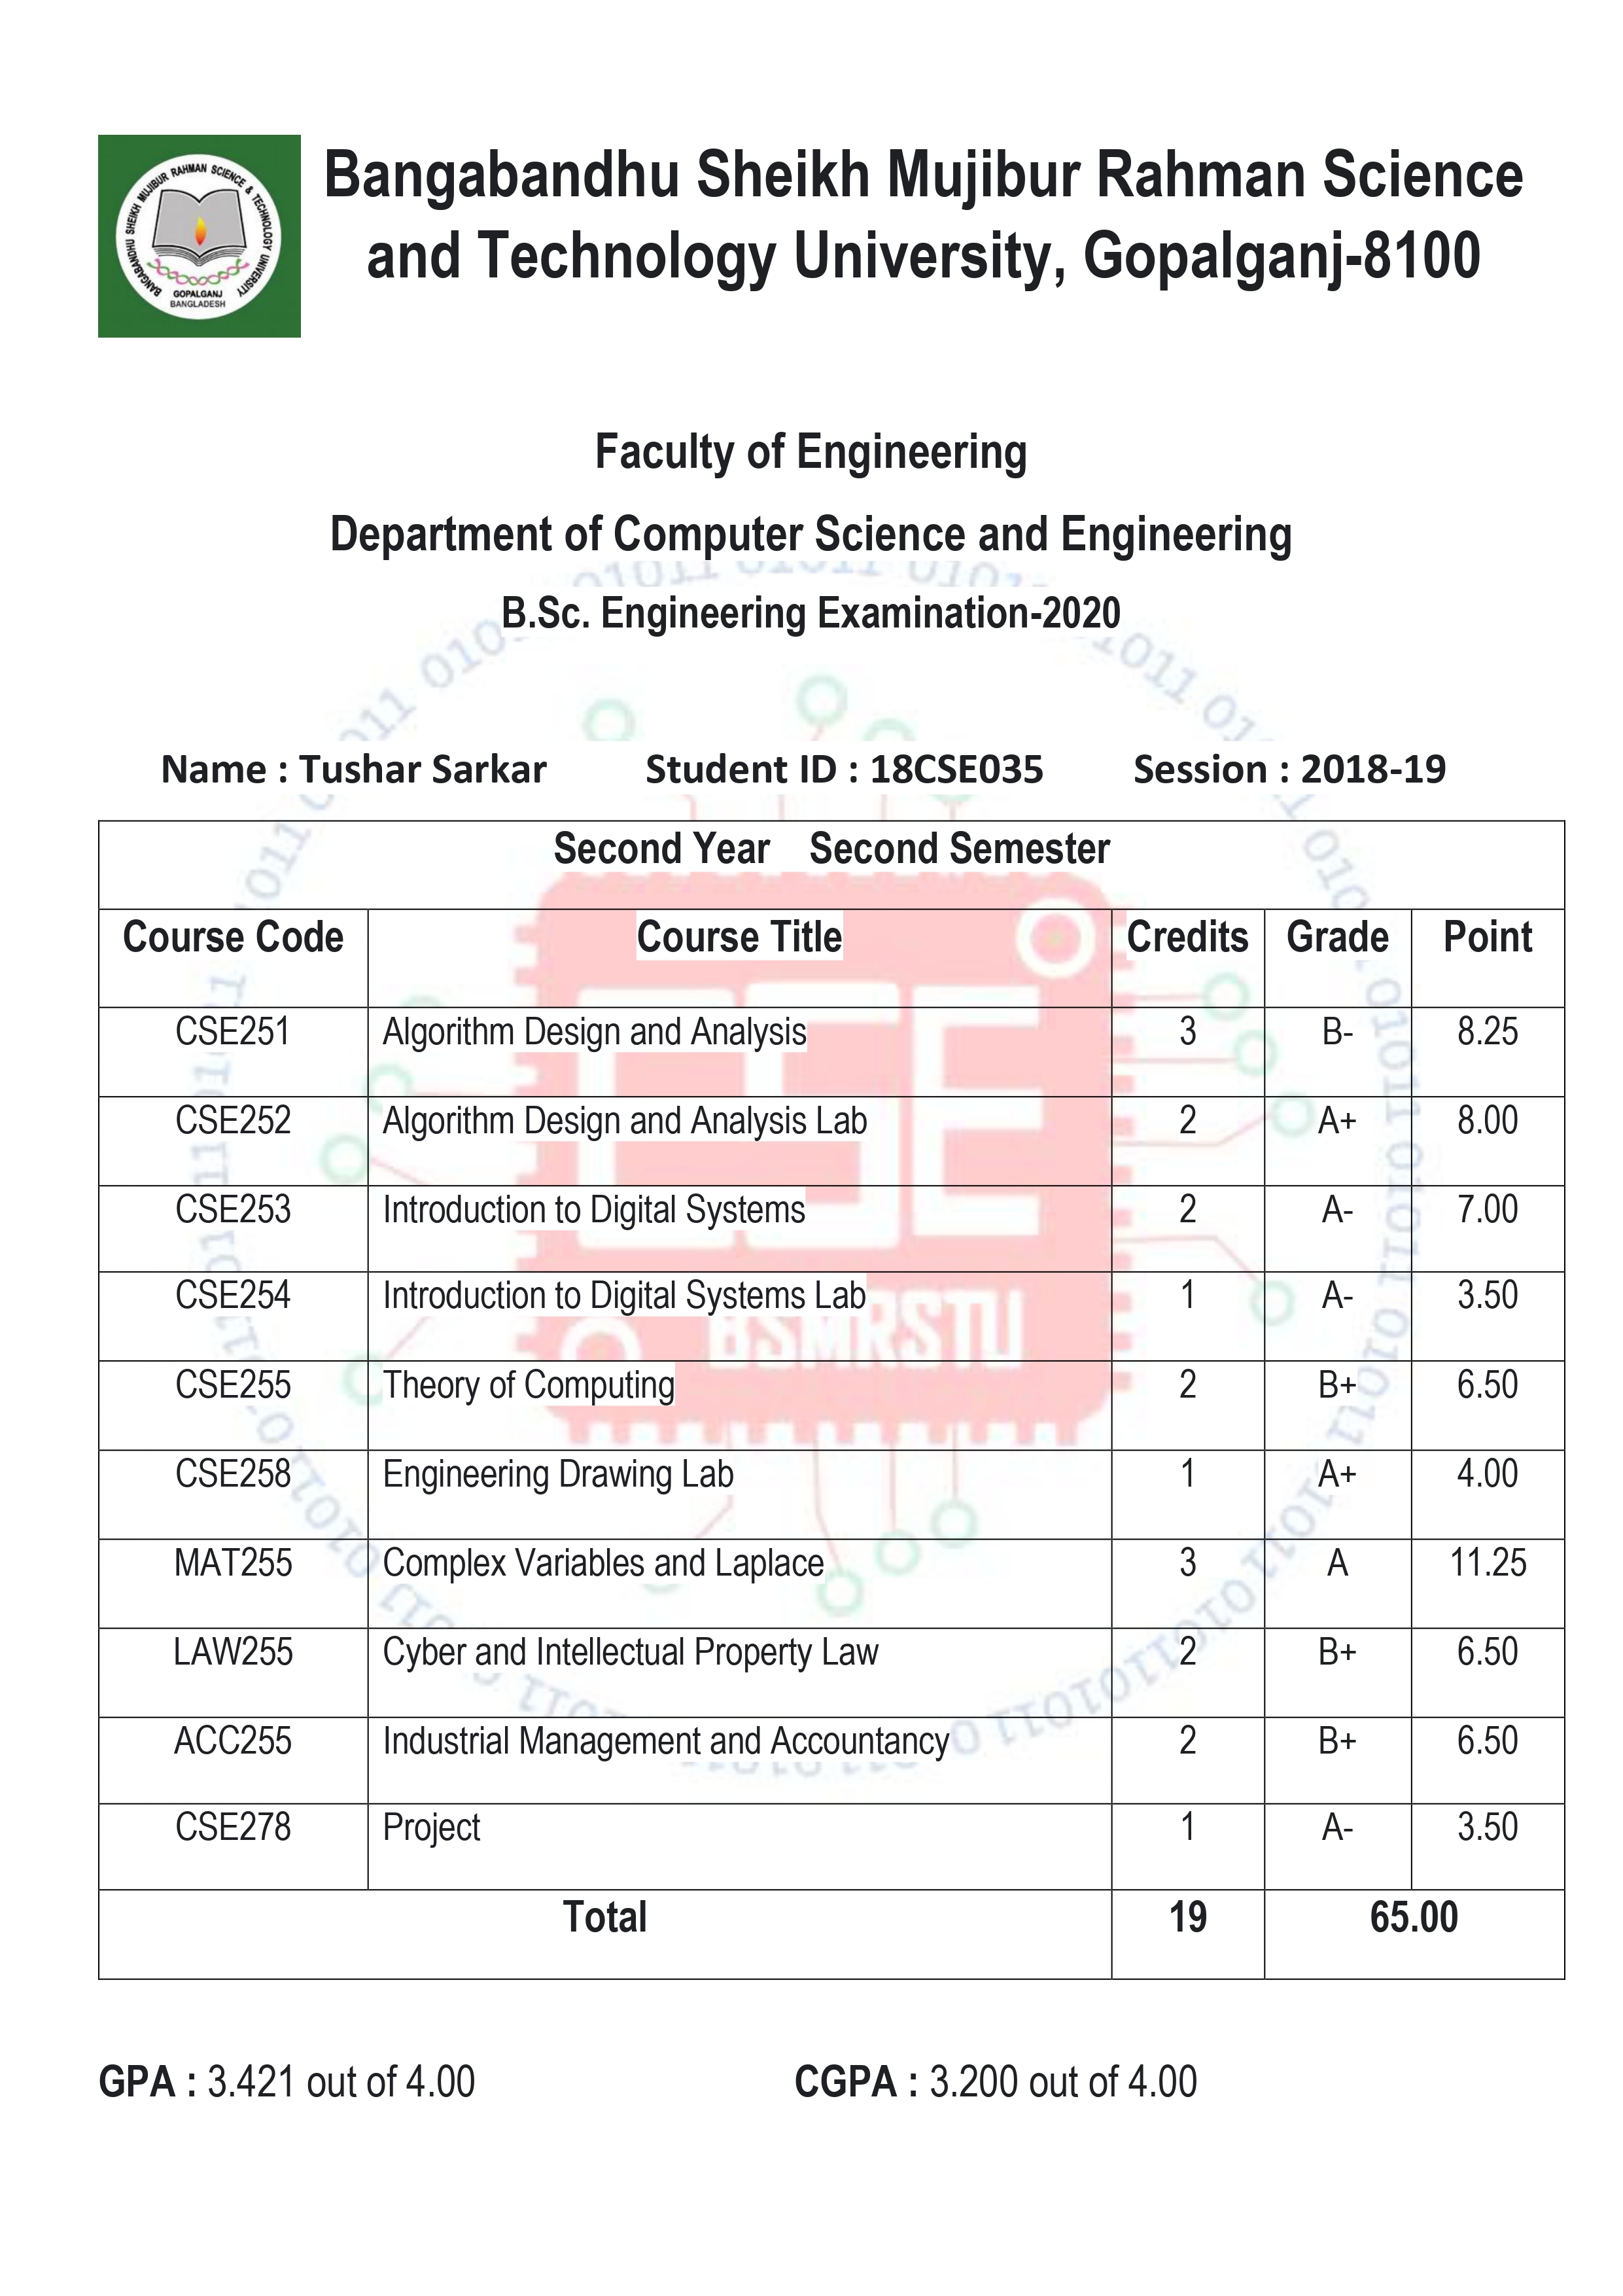 BANGABANDHU SHEIKH MUJIBUR RAHMAN SCIENCE & TECHNOLOGY UNIVERSITY
GOPALGANJ
BANGLADESH
Bangabandhu Sheikh Mujibur Rahman Science
and Technology University, Gopalganj-8100
Faculty of Engineering
Department of Computer Science and Engineering
B.Sc. Engineering Examination-2020
Name : Tushar Sarkar Student ID : 18CSE035 Session : 2018-19
Second Year Second Semester
Course Code Course Title Credits Grade Point
CSE251 Algorithm Design and Analysis 3 B- 8.25
CSE252 Algorithm Design and Analysis Lab 2 A+ 8.00
CSE253 Introduction to Digital Systems 2 A- 7.00
CSE254 Introduction to Digital Systems Lab 1 A- 3.50
CSE255 Theory of Computing 2 B+ 6.50
CSE258 Engineering Drawing Lab 1 A+ 4.00
MAT255 Complex Variables and Laplace 3 A 11.25
LAW255 Cyber and Intellectual Property Law 2 B+ 6.50
ACC255 Industrial Management and Accountancy 2 B+ 6.50
CSE278 Project 1 A- 3.50
Total 19 65.00
GPA : 3.421 out of 4.00 CGPA : 3.200 out of 4.00
CSE
BSMRSTU